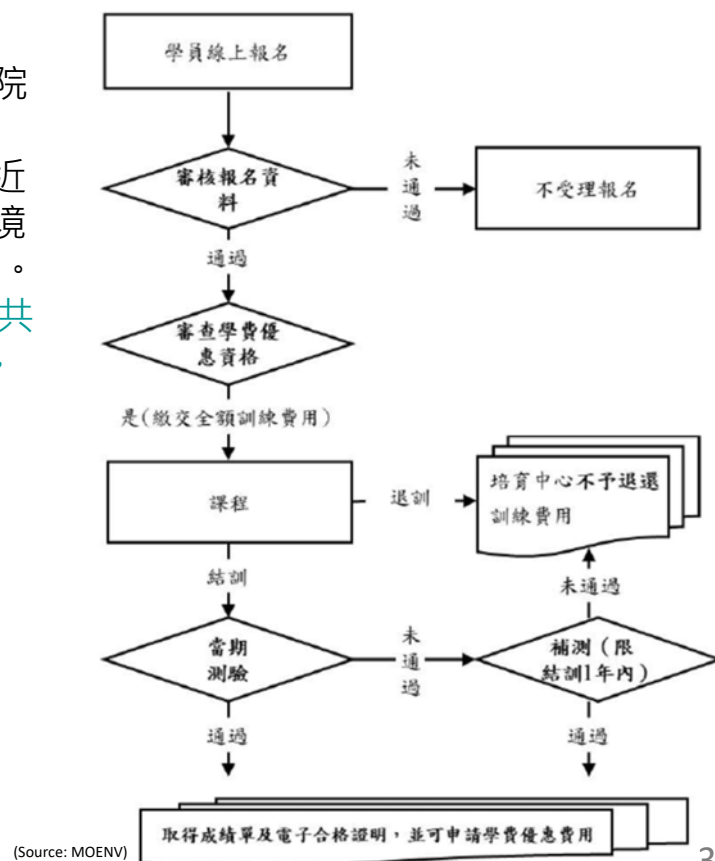 院
近
境
。
共
，
學員線上報名
審核報名資
料
未
通
過
不受理報名
通過
審查學費優
惠資格
是(繳交全額訓練費用)
課程
退訓
培育中心不予退還
訓練費用
結訓
未通過
當期
測驗
未
通
過
補測（限
結訓1年內）
通過
通過
取得成績單及電子合格證明，並可申請學費優惠費用
(Source: MOENV)